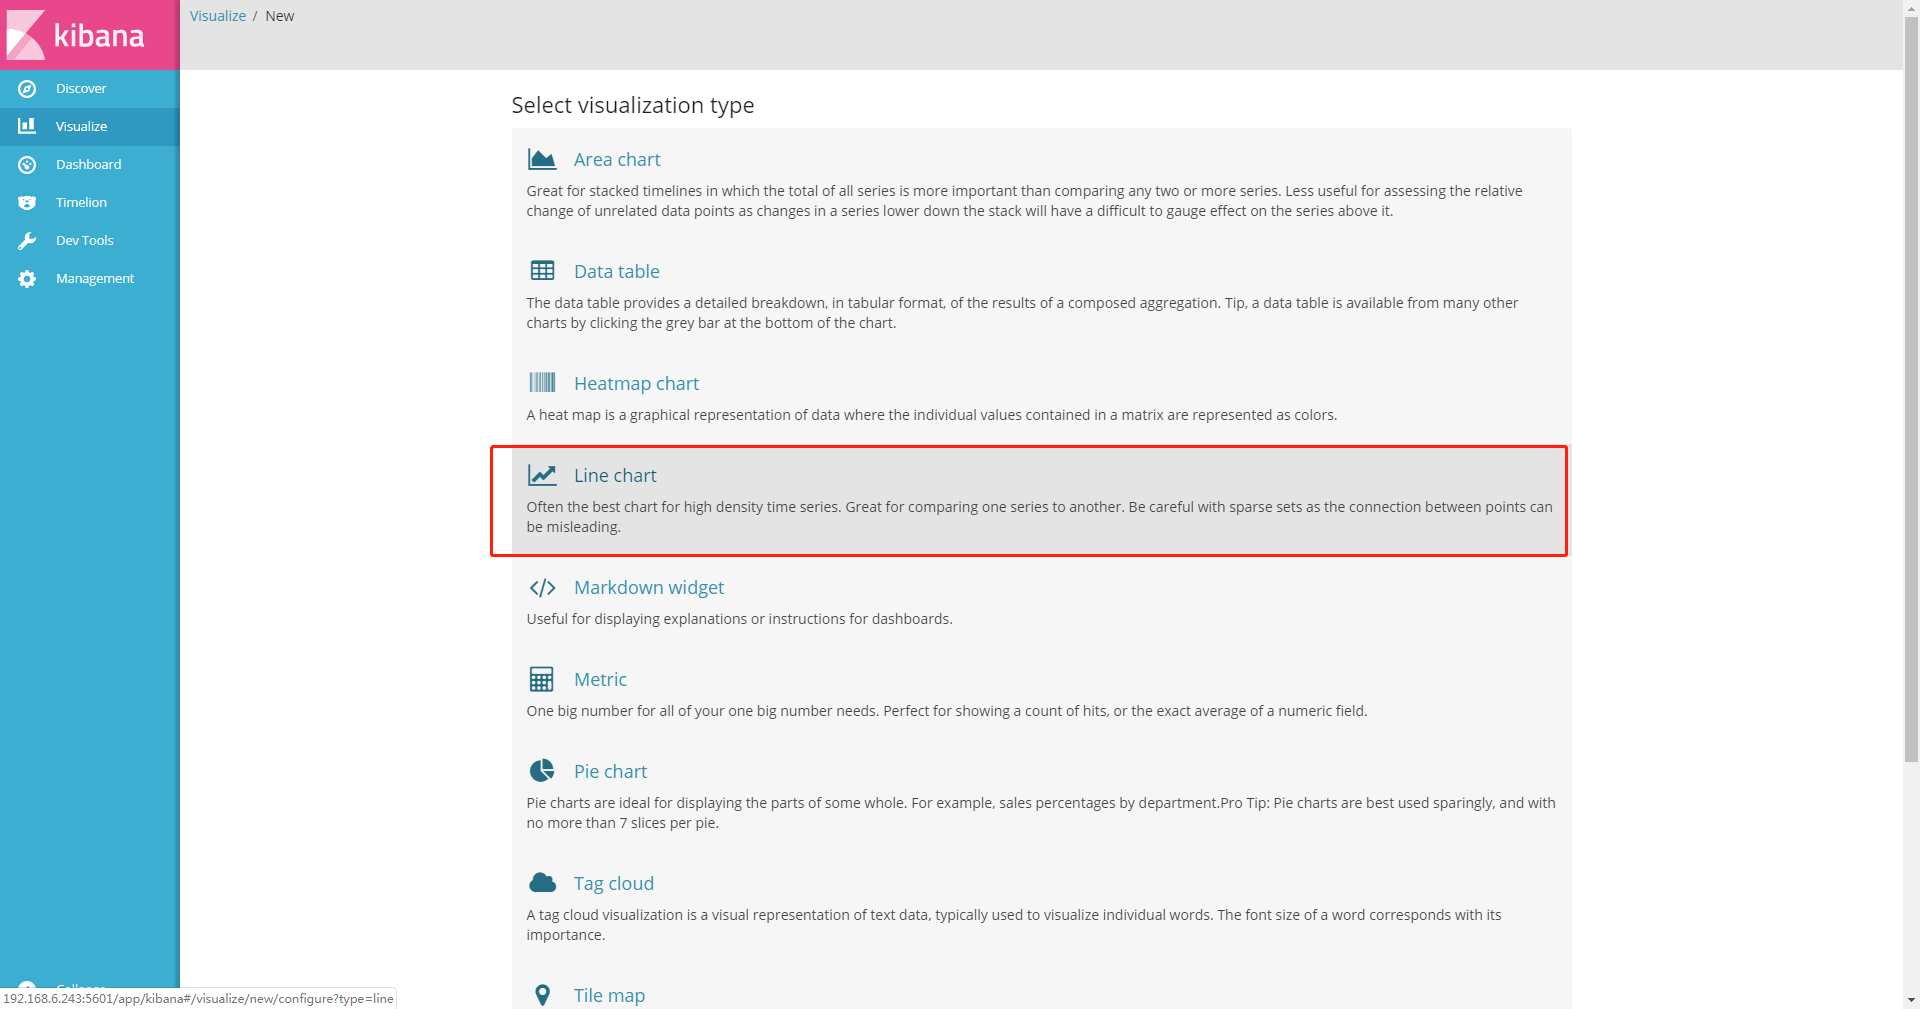 kibana
Visualize / New
Discover
Visualize
Dashboard
Timelion
Dev Tools
Management
Select visualization type
Area chart
Great for stacked timelines in which the total of all series is more important than comparing any two or more series. Less useful for assessing the relative
change of unrelated data points as changes in a series lower down the stack will have a difficult to gauge effect on the series above it.
Data table
The data table provides a detailed breakdown, in tabular format, of the results of a composed aggregation. Tip, a data table is available from many other
charts by clicking the grey bar at the bottom of the chart.
Heatmap chart
A heat map is a graphical representation of data where the individual values contained in a matrix are represented as colors.
Line chart
Often the best chart for high density time series. Great for comparing one series to another. Be careful with sparse sets as the connection between points can
be misleading.
Markdown widget
Useful for displaying explanations or instructions for dashboards.
Metric
One big number for all of your one big number needs. Perfect for showing a count of hits, or the exact average of a numeric field.
Pie chart
Pie charts are ideal for displaying the parts of some whole. For example, sales percentages by department.Pro Tip: Pie charts are best used sparingly, and with
no more than 7 slices per pie.
Tag cloud
A tag cloud visualization is a visual representation of text data, typically used to visualize individual words. The font size of a word corresponds with its
importance.
Tile map
192.168.6.243:5601/app/kibana#/visualize/new/configure?type=line